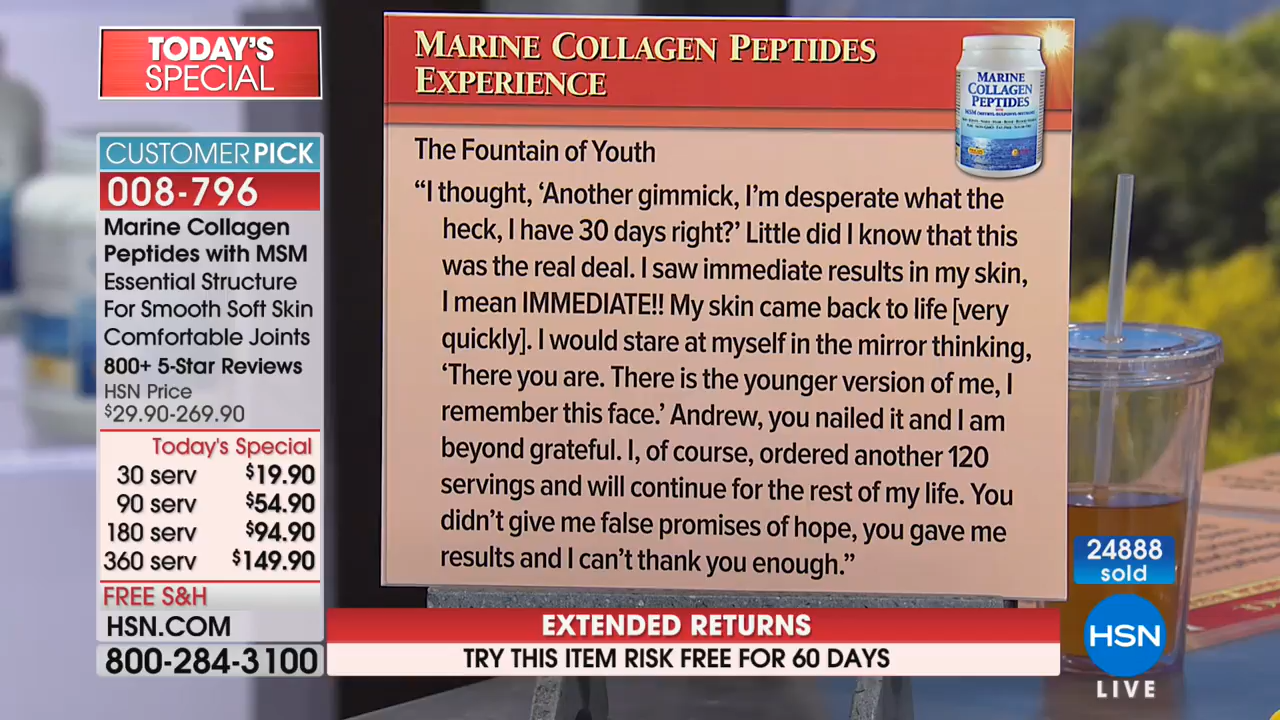 TODAY'S
SPECIAL
CUSTOMER PICK
008-796
Marine Collagen
Peptides with MSM
Essential Structure
For Smooth Soft Skin
Comfortable Joints
800+ 5-Star Reviews
HSN Price
$29.90-269.90
Today's Special
30 serv $19.90
90 serv $54.90
180 serv $94.90
360 serv $149.90
FREE S&H
HSN.COM
800-284-3100
MARINE COLLAGEN PEPTIDES
EXPERIENCE
MARINE
COLLAGEN
PEPTIDES
The Fountain of Youth
“I thought, ‘Another gimmick, I’m desperate what the
heck, I have 30 days right?’ Little did I know that this
was the real deal. I saw immediate results in my skin,
I mean IMMEDIATE!! My skin came back to life [very
quickly]. I would stare at myself in the mirror thinking,
‘There you are. There is the younger version of me, I
remember this face.’ Andrew, you nailed it and I am
beyond grateful. I, of course, ordered another 120
servings and will continue for the rest of my life. You
didn’t give me false promises of hope, you gave me
results and I can’t thank you enough.”
24888
sold
HSN
LIVE
EXTENDED RETURNS
TRY THIS ITEM RISK FREE FOR 60 DAYS